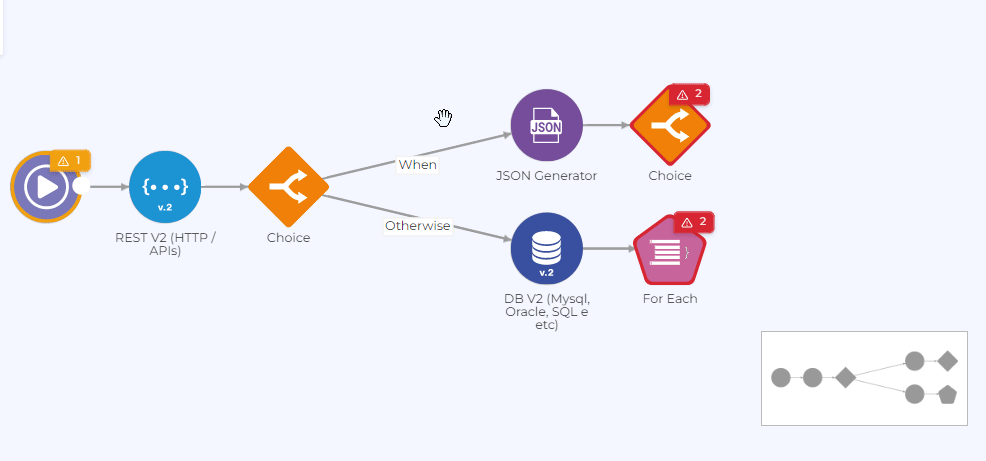 1
{•••}
v.2
REST V2 (HTTP /
APIs)
Choice
When
Otherwise
JSON
JSON Generator
2
Choice
v.2
DB V2 (Mysql,
Oracle, SQL e
etc)
2
}
For Each